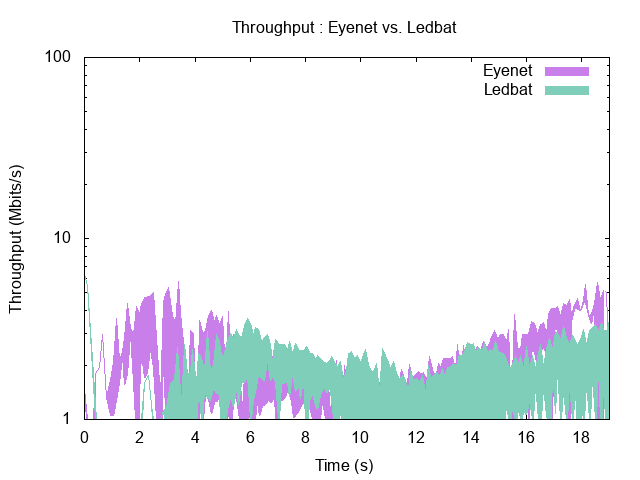 Throughput : Eyenet vs. Ledbat
100
Eyenet
Ledbat
10
1
Throughput (Mbits/s)
0 2 4 6 8 10 12 14 16 18
Time (s)